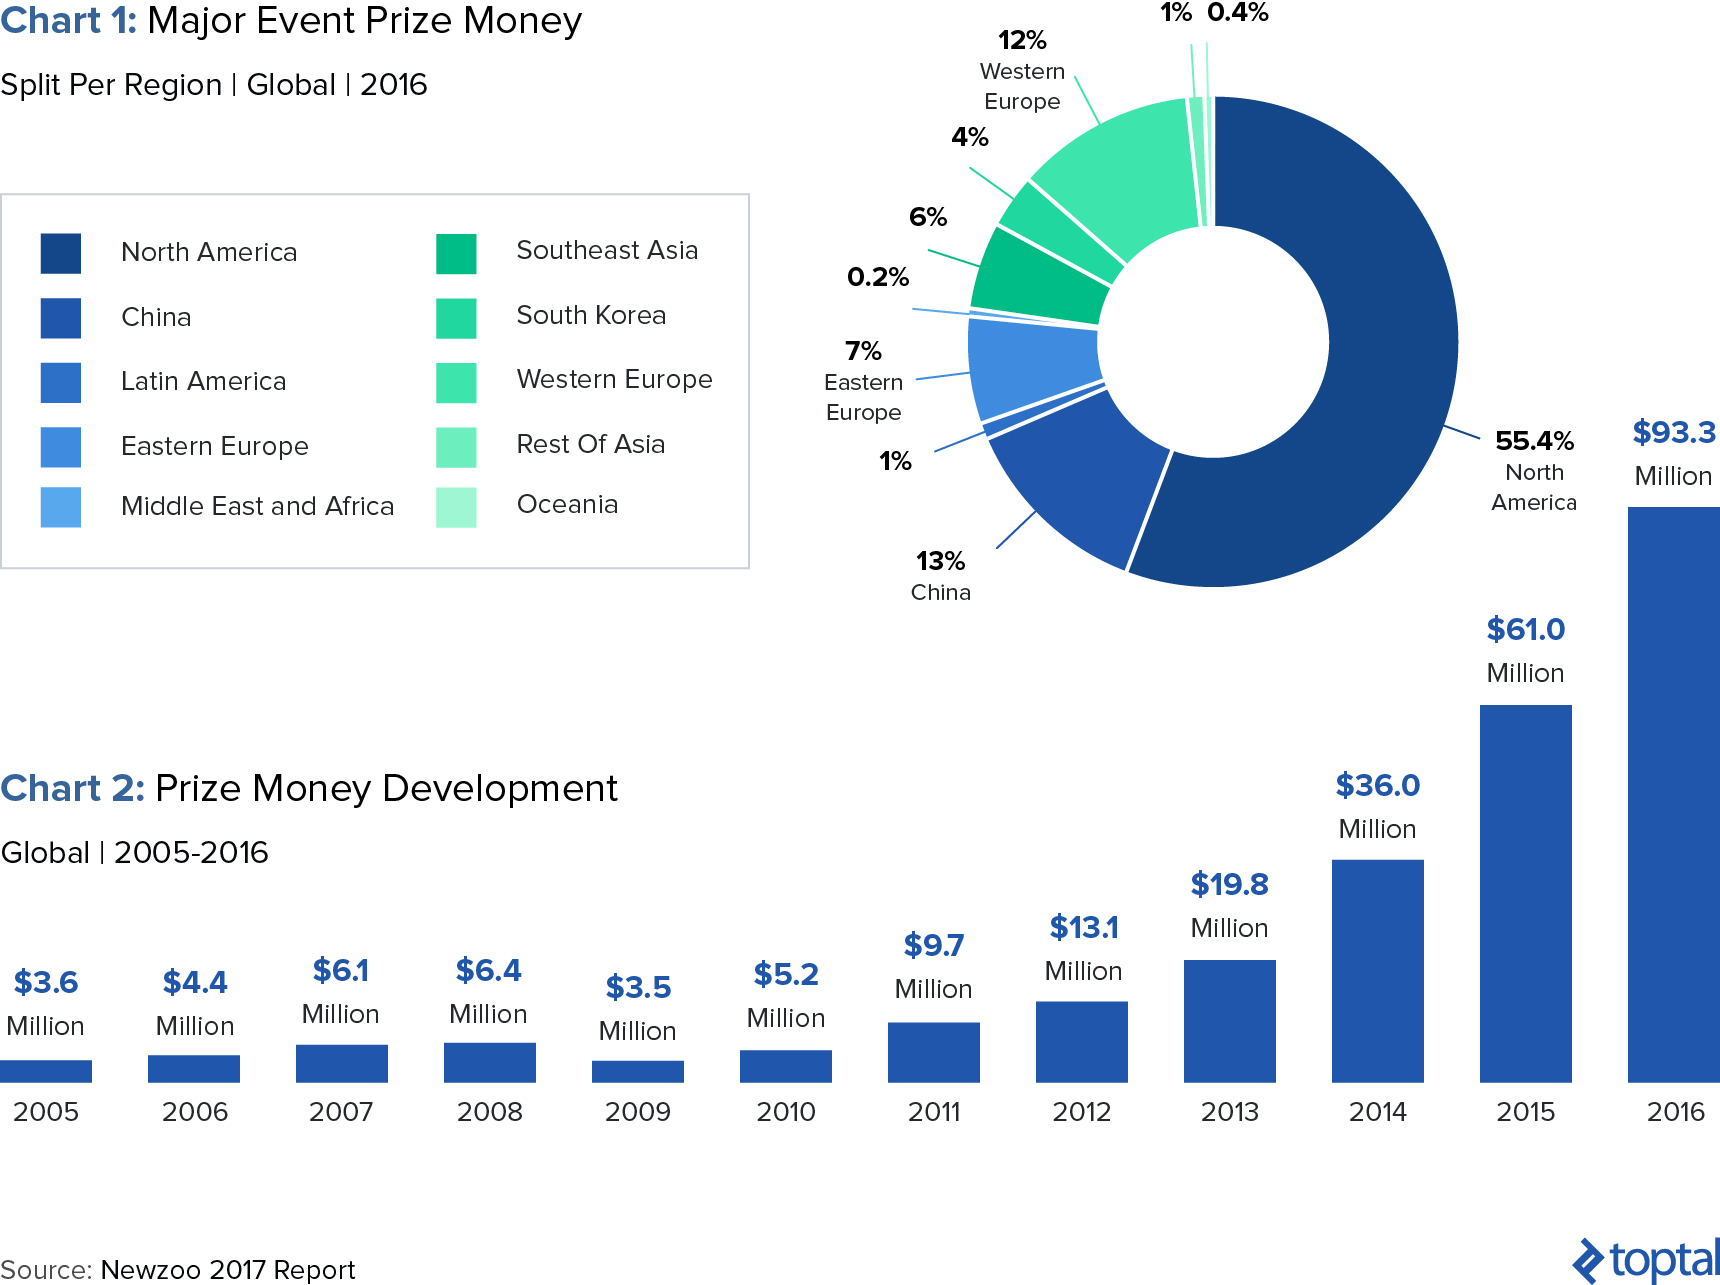 Chart 1: Major Event Prize Money
Split Per Region | Global | 2016
North America
China
Latin America
Eastern Europe
Middle East and Africa
Southeast Asia
South Korea
Western Europe
Rest Of Asia
Oceania
1%
0.4%
12%
Western
Europe
4%
6%
0.2%
7%
Eastern
Europe
1%
13%
China
55.4%
North
America
Chart 2: Prize Money Development
Global | 2005-2016
$3.6
Million
2005
$4.4
Million
2006
$6.1
Million
2007
$6.4
Million
2008
$3.5
Million
2009
$5.2
Million
2010
$9.7
Million
2011
$13.1
Million
2012
$19.8
Million
2013
$36.0
Million
2014
$61.0
Million
2015
$93.3
Million
2016
Source: Newzoo 2017 Report
toptal